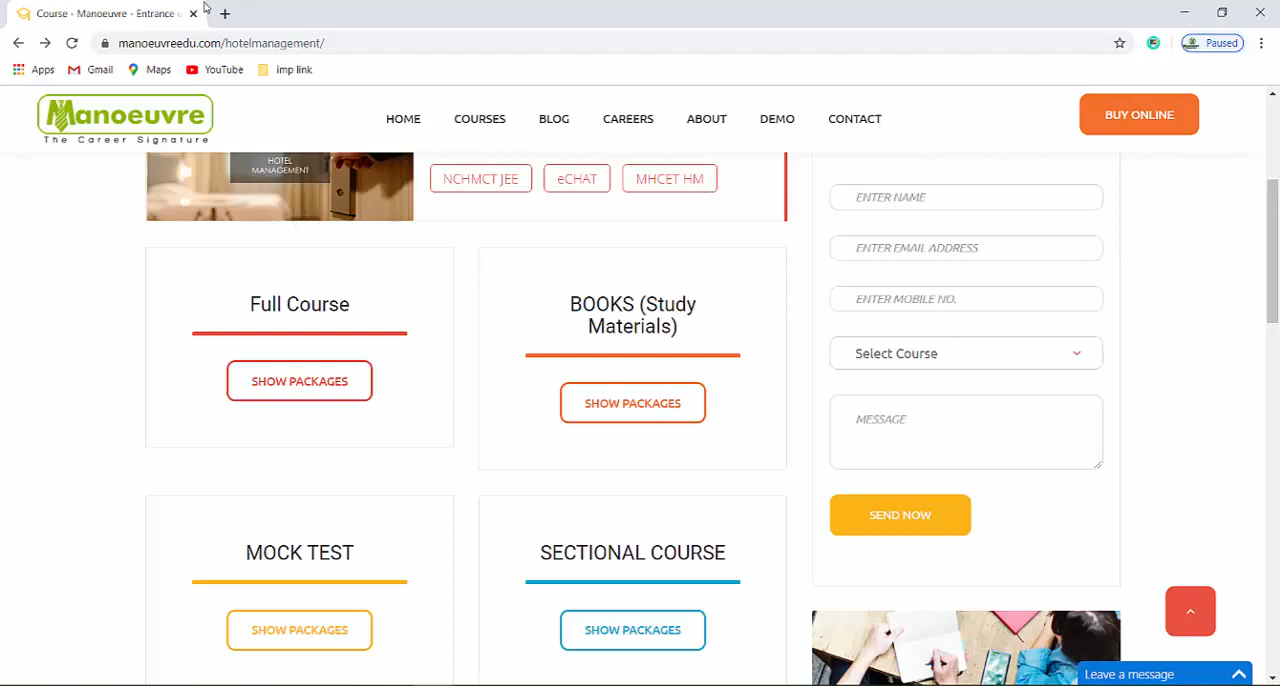 Course - Manoeuvre - Entrance
manoeuvreedu.com/hotelmanagement/
Paused
Apps
Gmail
Maps
YouTube
imp link
Manoeuvre
The Career Signature
HOME
COURSES
BLOG
CAREERS
ABOUT
DEMO
CONTACT
BUY ONLINE
HOTEL
MANAGEMENT
NCHMCT JEE
eCHAT
MHCET HM
Full Course
SHOW PACKAGES
BOOKS (Study
Materials)
SHOW PACKAGES
MOCK TEST
SHOW PACKAGES
SECTIONAL COURSE
SHOW PACKAGES
ENTER NAME
ENTER EMAIL ADDRESS
ENTER MOBILE NO.
Select Course
MESSAGE
SEND NOW
Leave a message